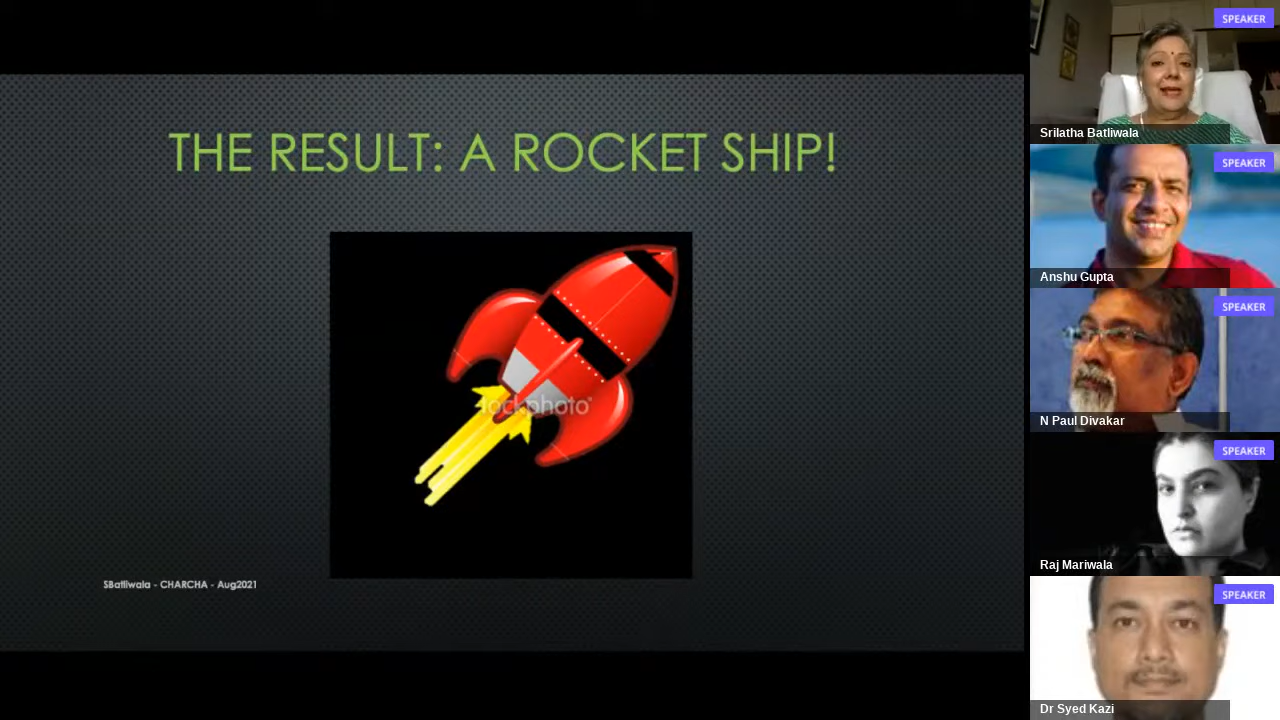 THE RESULT: A ROCKET SHIP!
SBatliwala - CHARCHA - Aug2021
SPEAKER
Srilatha Batliwala
SPEAKER
Anshu Gupta
SPEAKER
N Paul Divakar
SPEAKER
Raj Mariwala
SPEAKER
Dr Syed Kazi